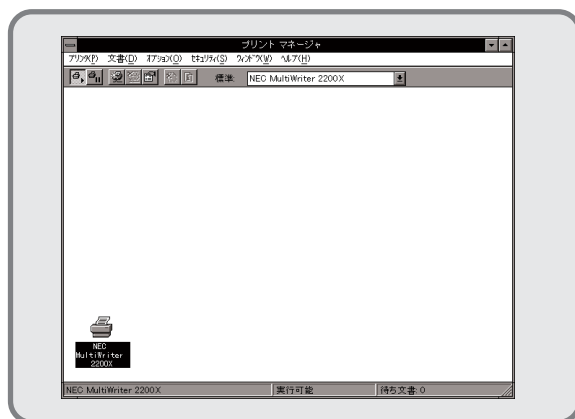 プリント マネージャ
プリンタ(P) 文書(D) オプション(O) セキュリティ(S) ウィンドウ(W) ヘルプ(H)
標準: NEC MultiWriter 2200X
NEC
MultiWriter
2200X
NEC MultiWriter 2200X 実行可能 待ち文書: 0